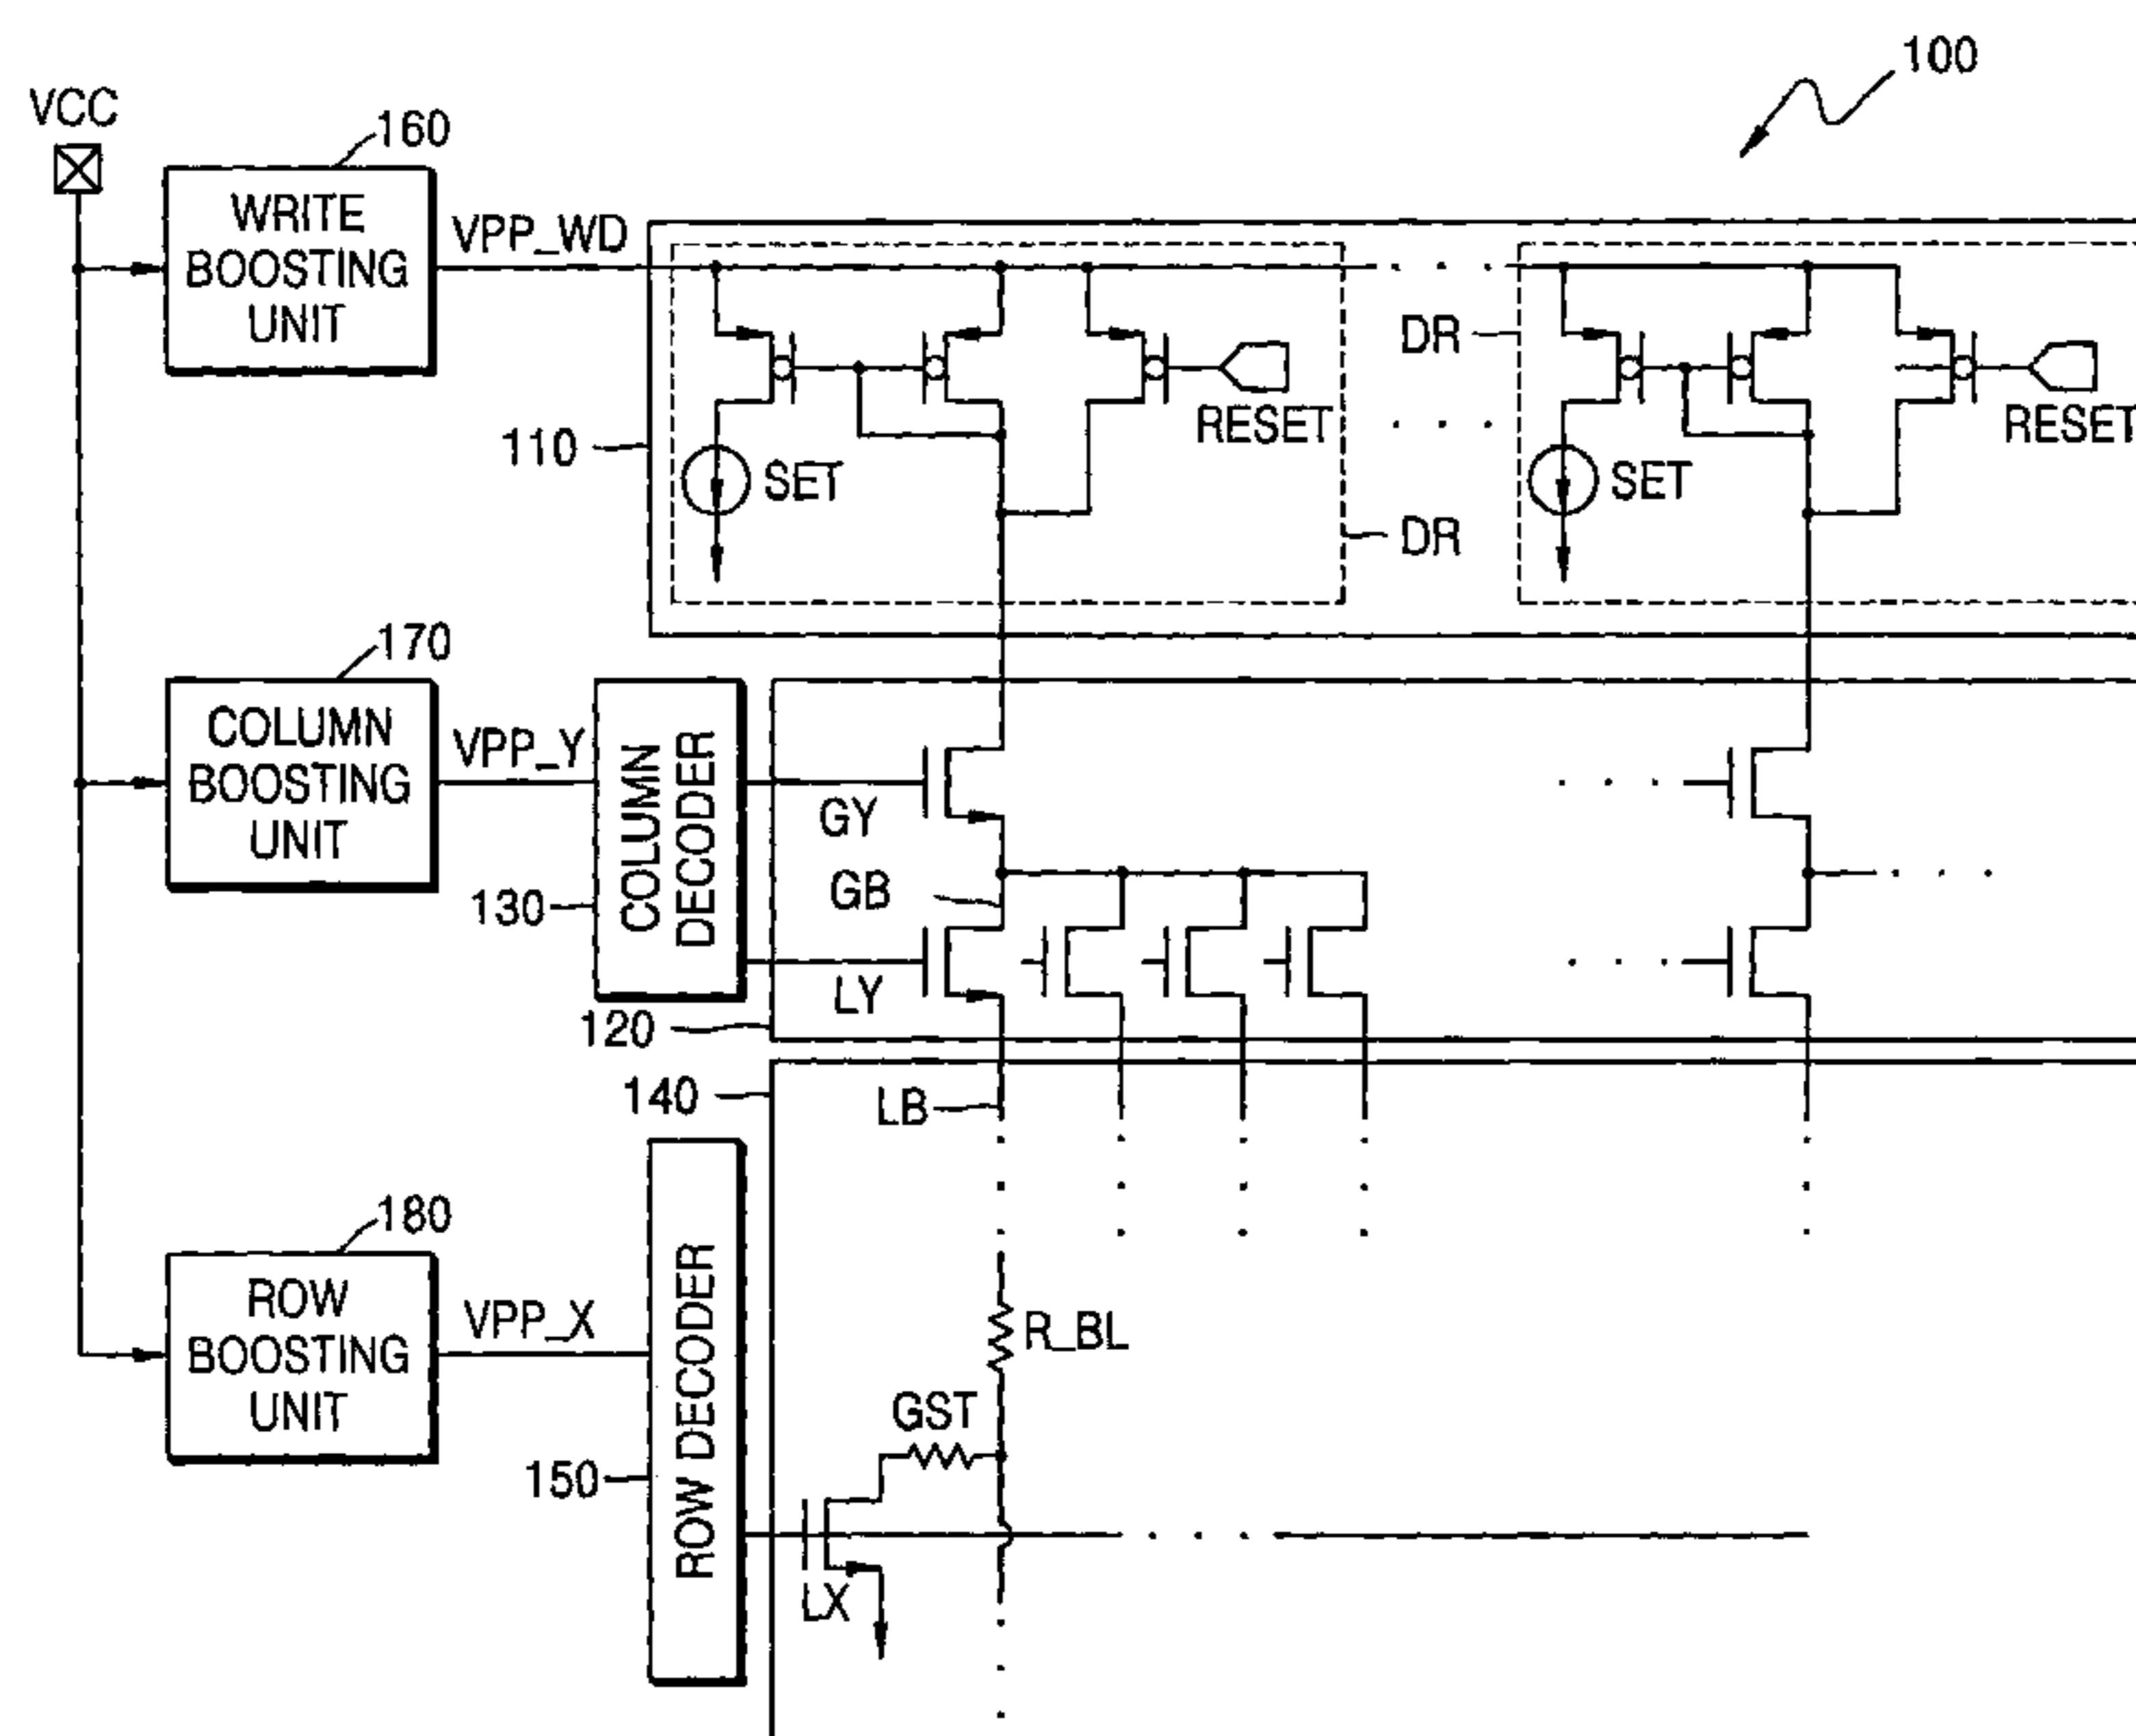 100
VCC
160
WRITE
BOOSTING
UNIT
VPP_WD
110
SET
RESET
DR
DR
SET
RESET
170
COLUMN
BOOSTING
UNIT
VPP_Y
COLUMN
DECODER
130
GY
GB
LY
120
140
LB
180
ROW
BOOSTING
UNIT
VPP_X
ROW DECODER
150
R_BL
GST
LX